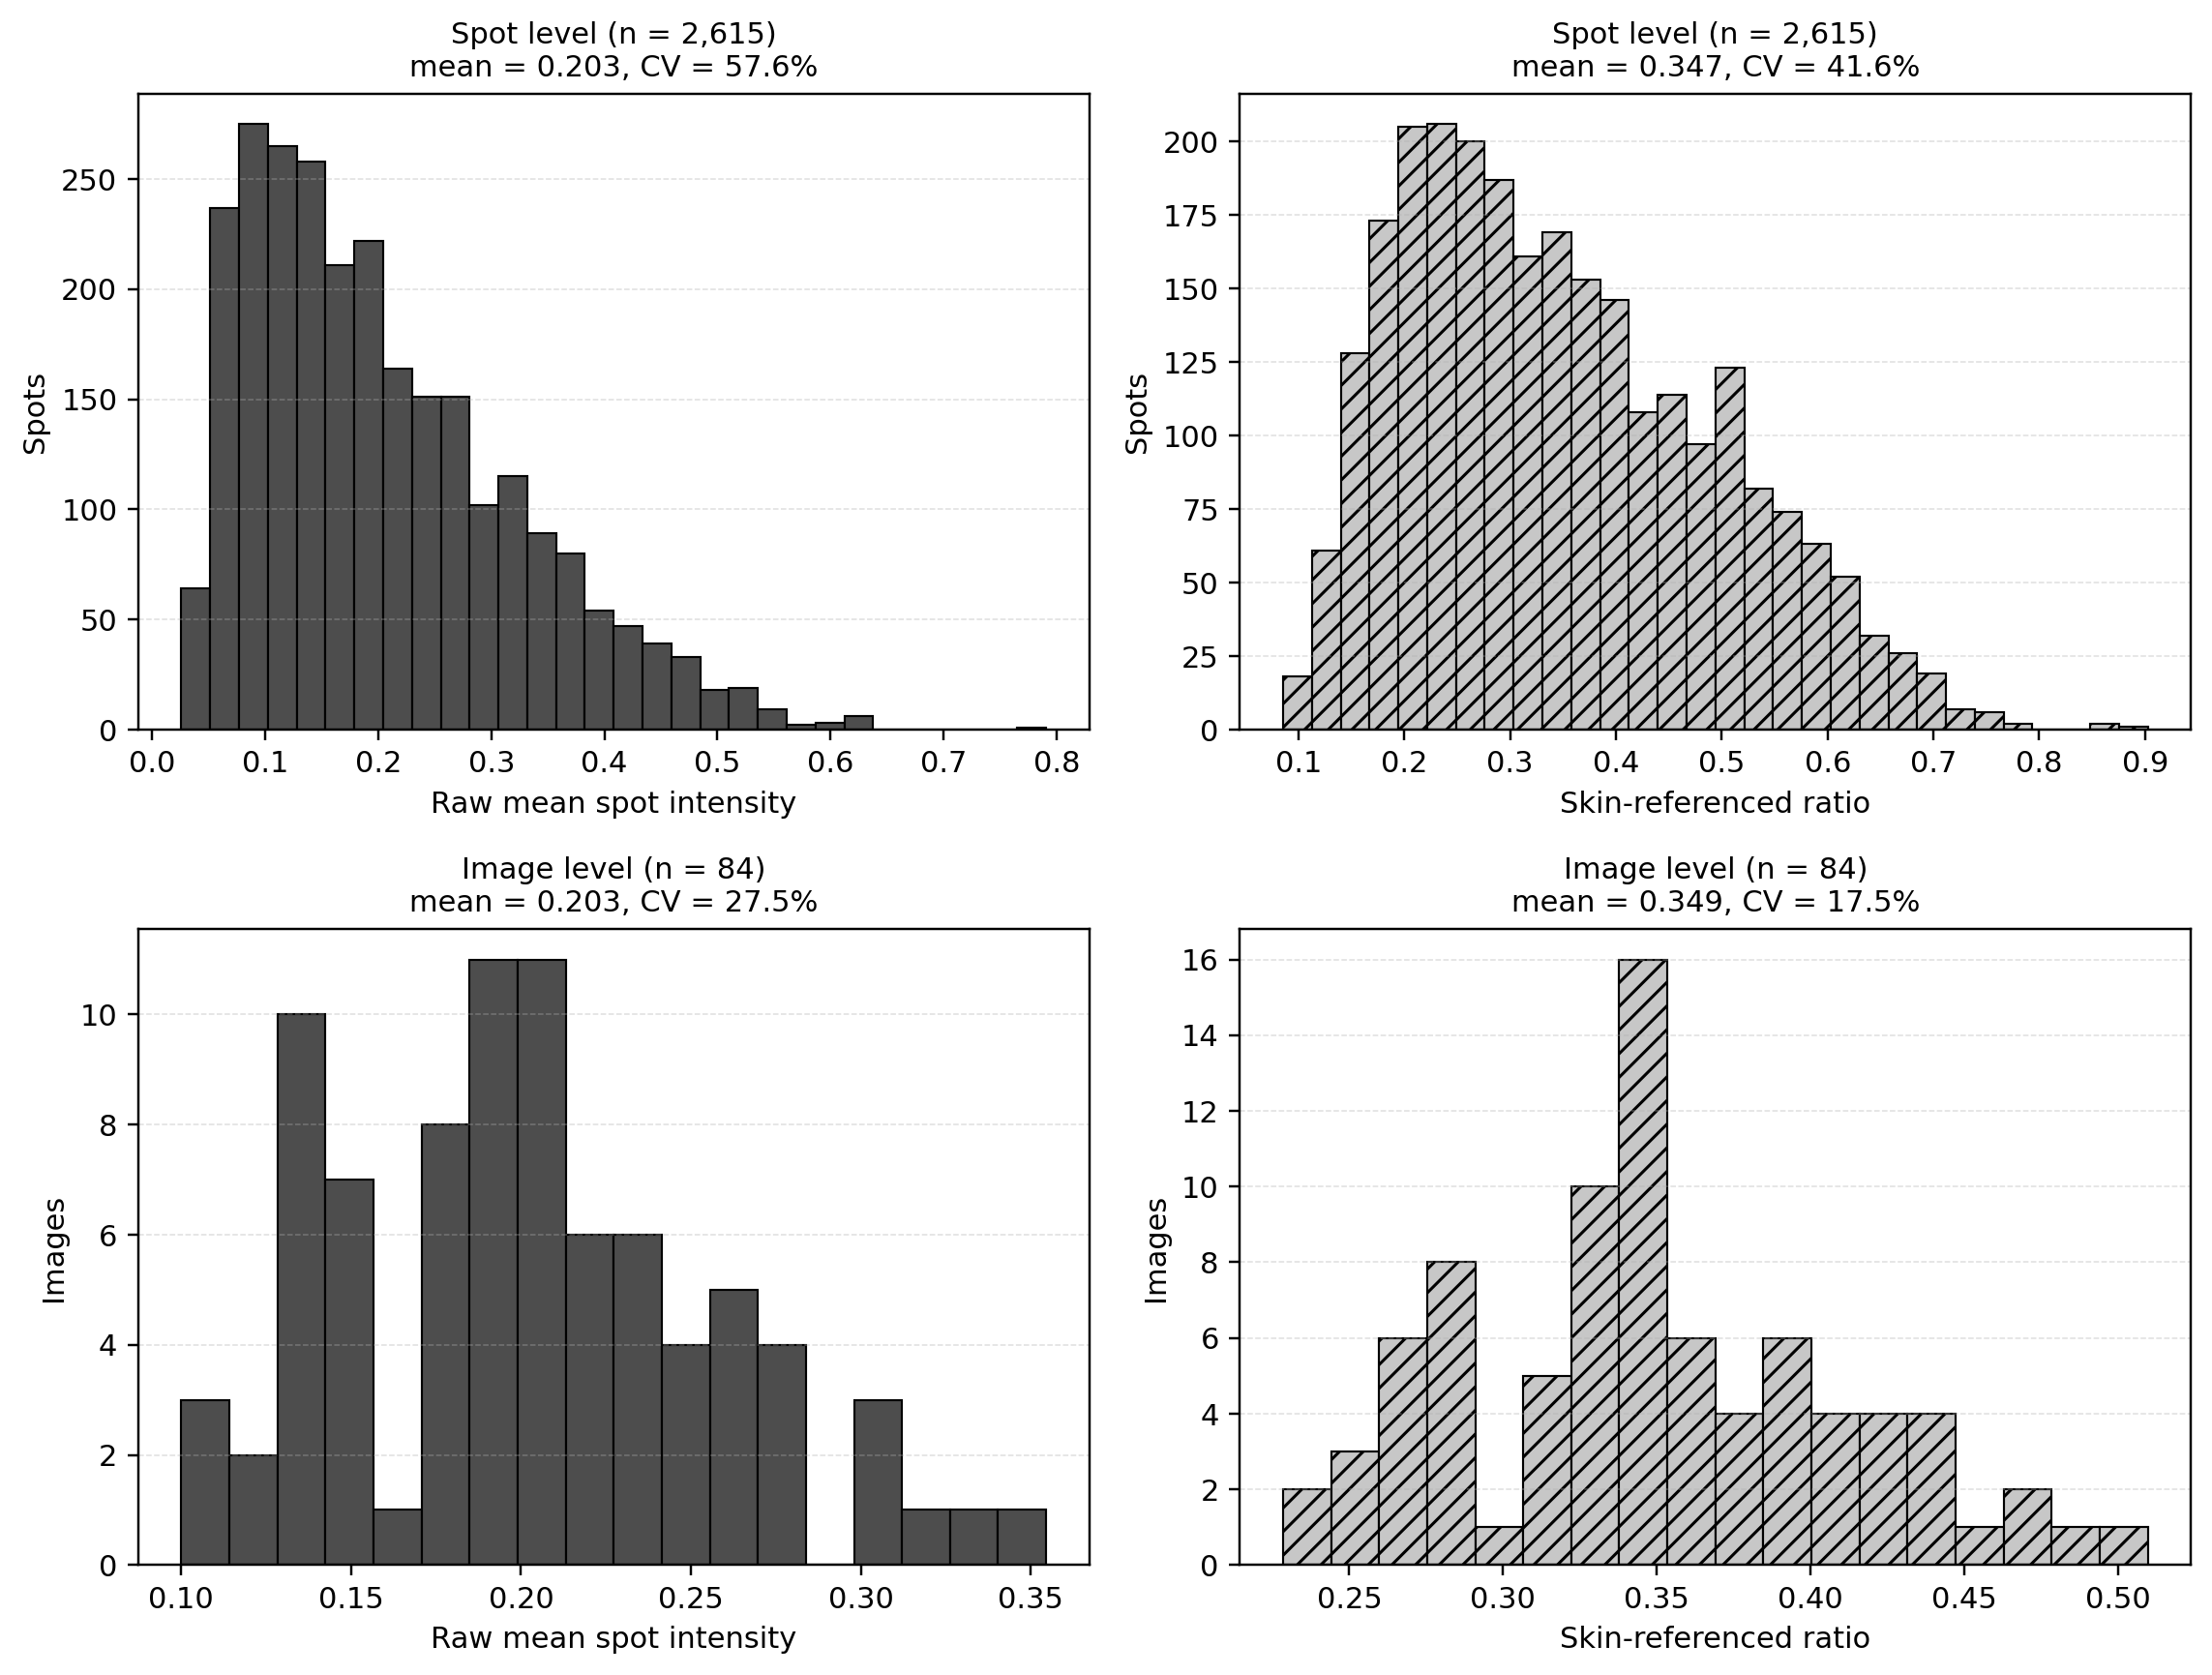 Spot level (n = 2,615)
mean = 0.203, CV = 57.6%
250
200
150
100
50
0
Spots
0.0 0.1 0.2 0.3 0.4 0.5 0.6 0.7 0.8
Raw mean spot intensity
Spot level (n = 2,615)
mean = 0.347, CV = 41.6%
200
175
150
125
100
75
50
25
0
Spots
0.1 0.2 0.3 0.4 0.5 0.6 0.7 0.8 0.9
Skin-referenced ratio
Image level (n = 84)
mean = 0.203, CV = 27.5%
10
8
6
4
2
0
Images
0.10 0.15 0.20 0.25 0.30 0.35
Raw mean spot intensity
Image level (n = 84)
mean = 0.349, CV = 17.5%
16
14
12
10
8
6
4
2
0
Images
0.25 0.30 0.35 0.40 0.45 0.50
Skin-referenced ratio